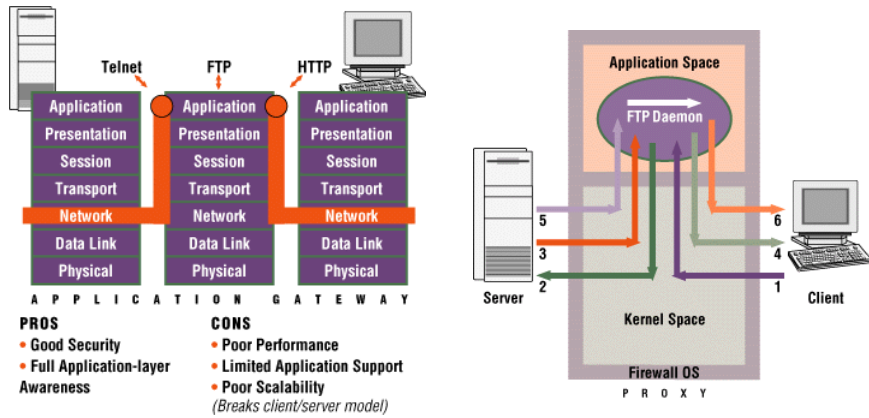 Telnet FTP HTTP
Application Application Application
Presentation Presentation Presentation
Session Session Session
Transport Transport Transport
Network Network Network
Data Link Data Link Data Link
Physical Physical Physical
APPLICATION GATEWAY
PROS
• Good Security
• Full Application-layer
Awareness
CONS
• Poor Performance
• Limited Application Support
• Poor Scalability
(Breaks client/server model)
Application Space
FTP Daemon
5 6
3 4
2 1
Server Client
Kernel Space
Firewall OS
PROXY